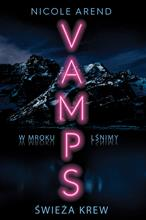 NICOLE AREND
VAMPS
W MROKU LŚNIMY
ŚWIEŻA KREW